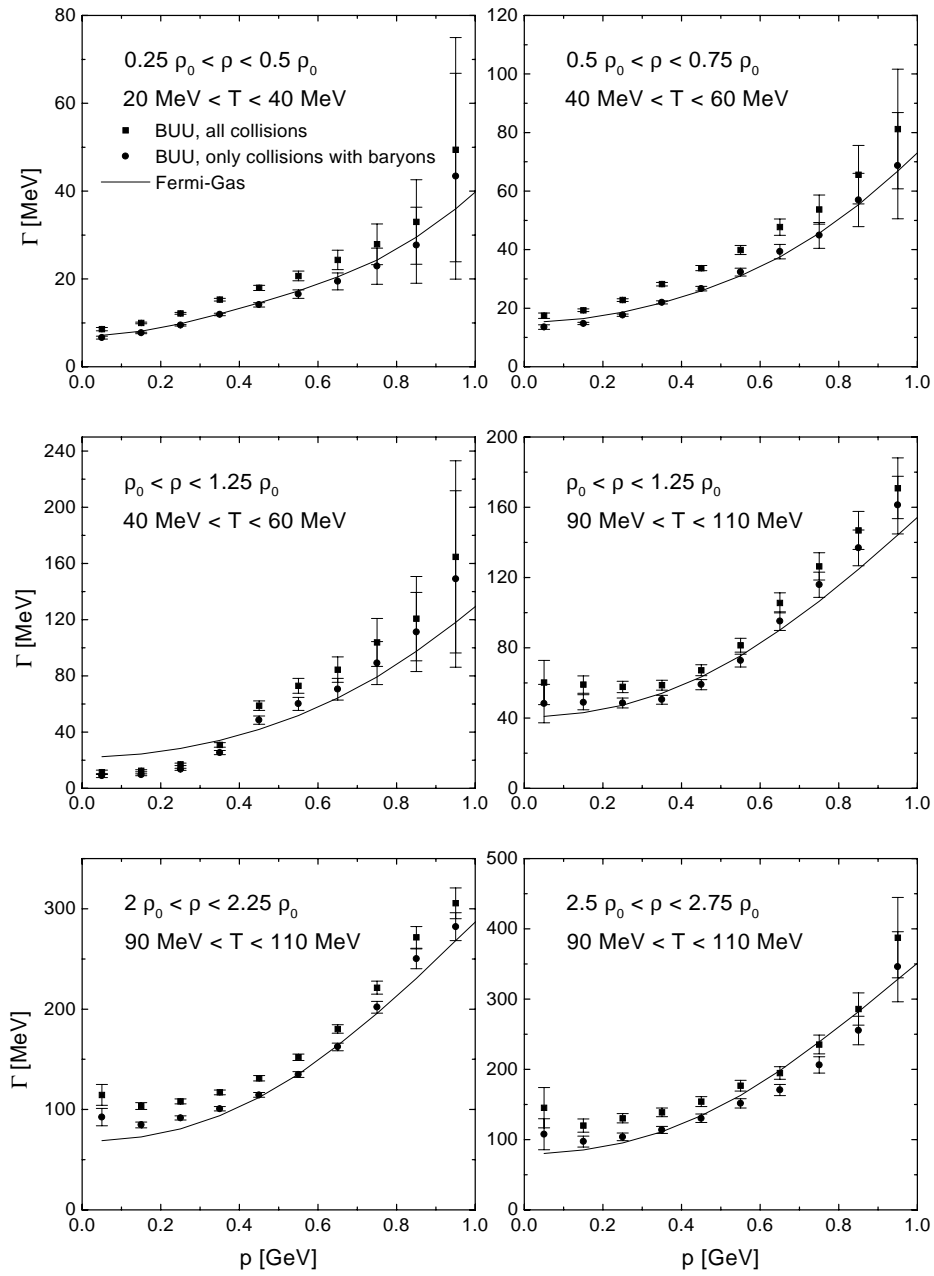 80
60
40
20
0
0.0 0.2 0.4 0.6 0.8
Γ [MeV]
0.25 ρ0 < ρ < 0.5 ρ0
20 MeV < T < 40 MeV
BUU, all collisions
BUU, only collisions with baryons
Fermi-Gas
120
100
80
60
40
20
0
0.0 0.2 0.4 0.6 0.8 1.0
0.5 ρ0 < ρ < 0.75 ρ0
40 MeV < T < 60 MeV
240
200
160
120
80
40
0
0.0 0.2 0.4 0.6 0.8
Γ [MeV]
ρ0 < ρ < 1.25 ρ0
40 MeV < T < 60 MeV
200
160
120
80
40
0
0.0 0.2 0.4 0.6 0.8 1.0
ρ0 < ρ < 1.25 ρ0
90 MeV < T < 110 MeV
300
200
100
0
0.0 0.2 0.4 0.6 0.8
Γ [MeV]
p [GeV]
2 ρ0 < ρ < 2.25 ρ0
90 MeV < T < 110 MeV
500
400
300
200
100
0
0.0 0.2 0.4 0.6 0.8 1.0
p [GeV]
2.5 ρ0 < ρ < 2.75 ρ0
90 MeV < T < 110 MeV